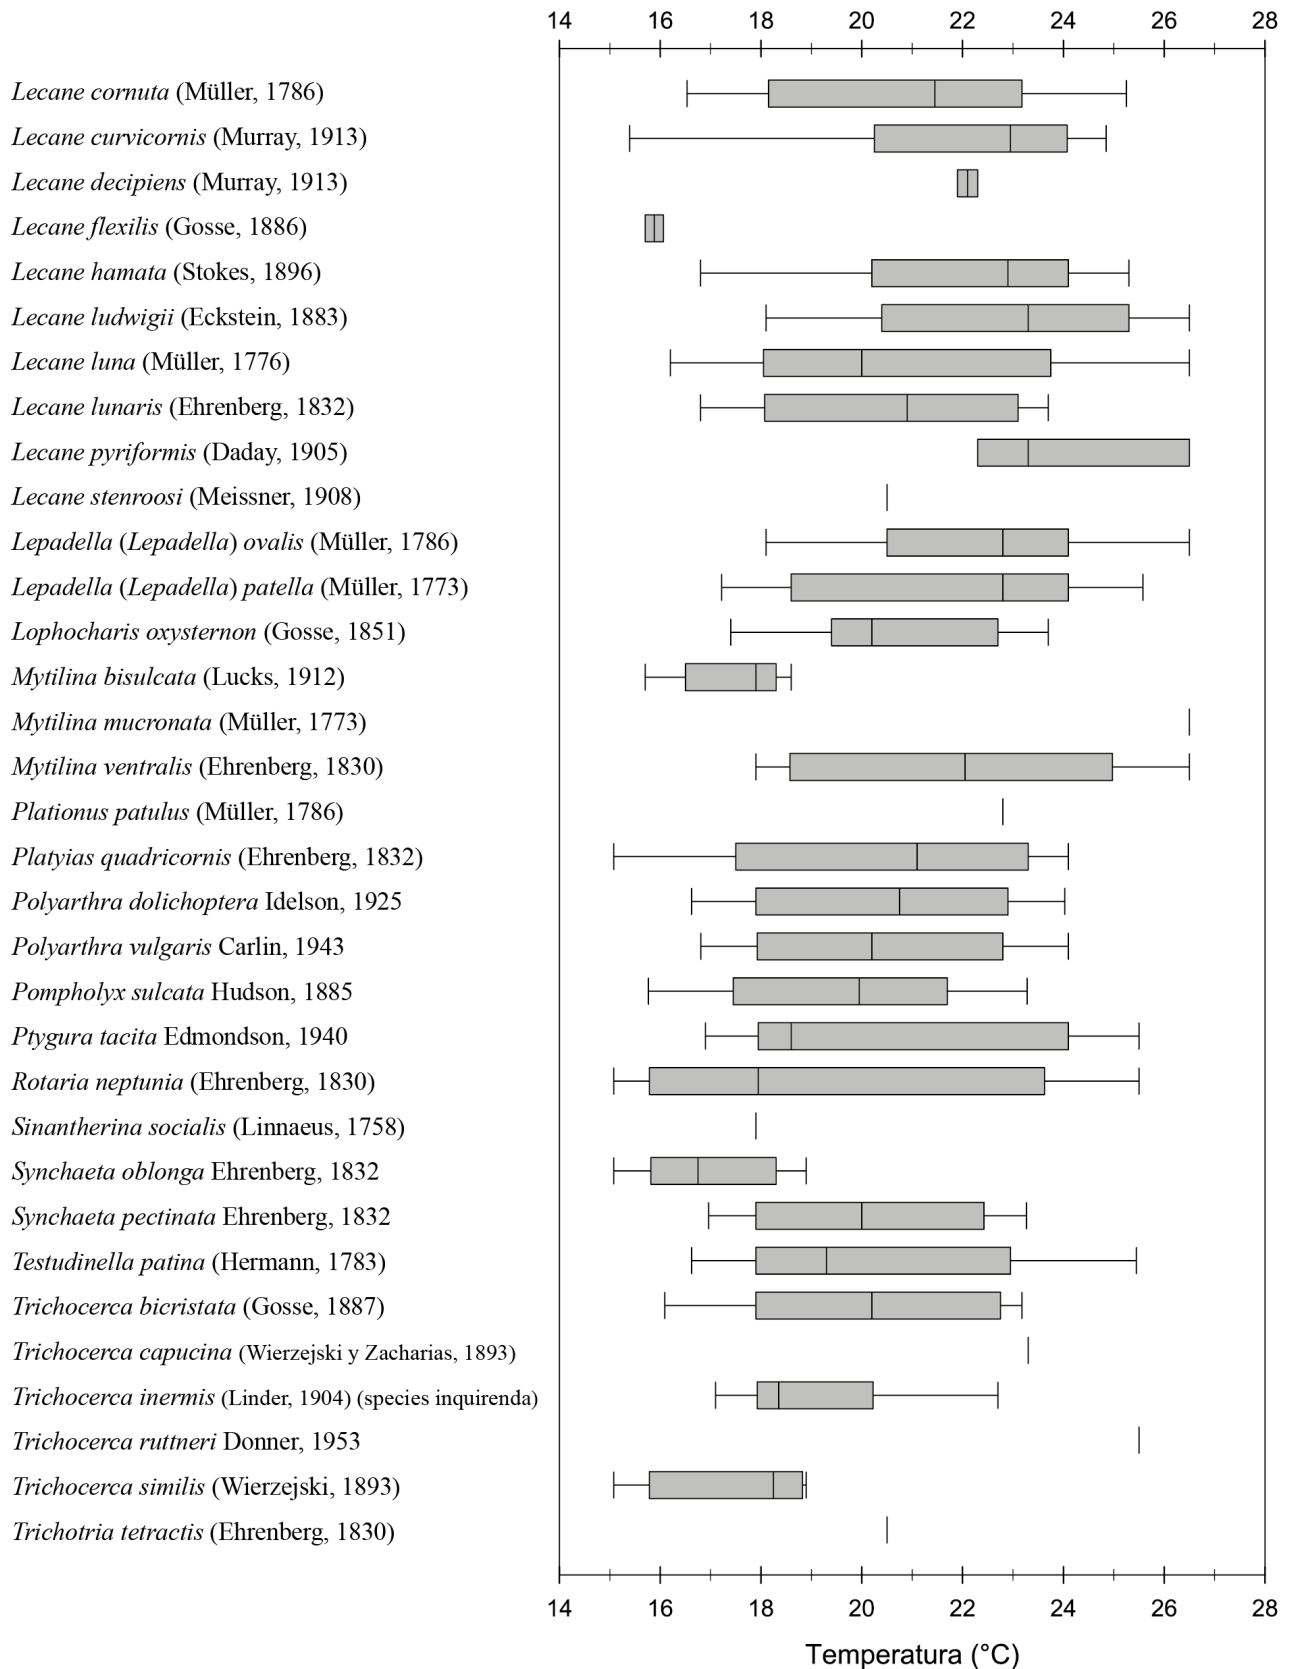 14 16 18 20 22 24 26 28
Lecane cornuta (Müller, 1786)
Lecane curvicornis (Murray, 1913)
Lecane decipiens (Murray, 1913)
Lecane flexilis (Gosse, 1886)
Lecane hamata (Stokes, 1896)
Lecane ludwigii (Eckstein, 1883)
Lecane luna (Müller, 1776)
Lecane lunaris (Ehrenberg, 1832)
Lecane pyriformis (Daday, 1905)
Lecane stenroosi (Meissner, 1908)
Lepadella (Lepadella) ovalis (Müller, 1786)
Lepadella (Lepadella) patella (Müller, 1773)
Lophocharis oxysternon (Gosse, 1851)
Mytilina bisulcata (Lucks, 1912)
Mytilina mucronata (Müller, 1773)
Mytilina ventralis (Ehrenberg, 1830)
Plationus patulus (Müller, 1786)
Platyias quadricornis (Ehrenberg, 1832)
Polyarthra dolichoptera Idelson, 1925
Polyarthra vulgaris Carlin, 1943
Pompholyx sulcata Hudson, 1885
Ptygura tacita Edmondson, 1940
Rotaria neptunia (Ehrenberg, 1830)
Sinantherina socialis (Linnaeus, 1758)
Synchaeta oblonga Ehrenberg, 1832
Synchaeta pectinata Ehrenberg, 1832
Testudinella patina (Hermann, 1783)
Trichocerca bicristata (Gosse, 1887)
Trichocerca capucina (Wierzejski y Zacharias, 1893)
Trichocerca inermis (Linder, 1904) (species inquirenda)
Trichocerca ruttneri Donner, 1953
Trichocerca similis (Wierzejski, 1893)
Trichotria tetractis (Ehrenberg, 1830)
14 16 18 20 22 24 26 28
Temperatura (°C)